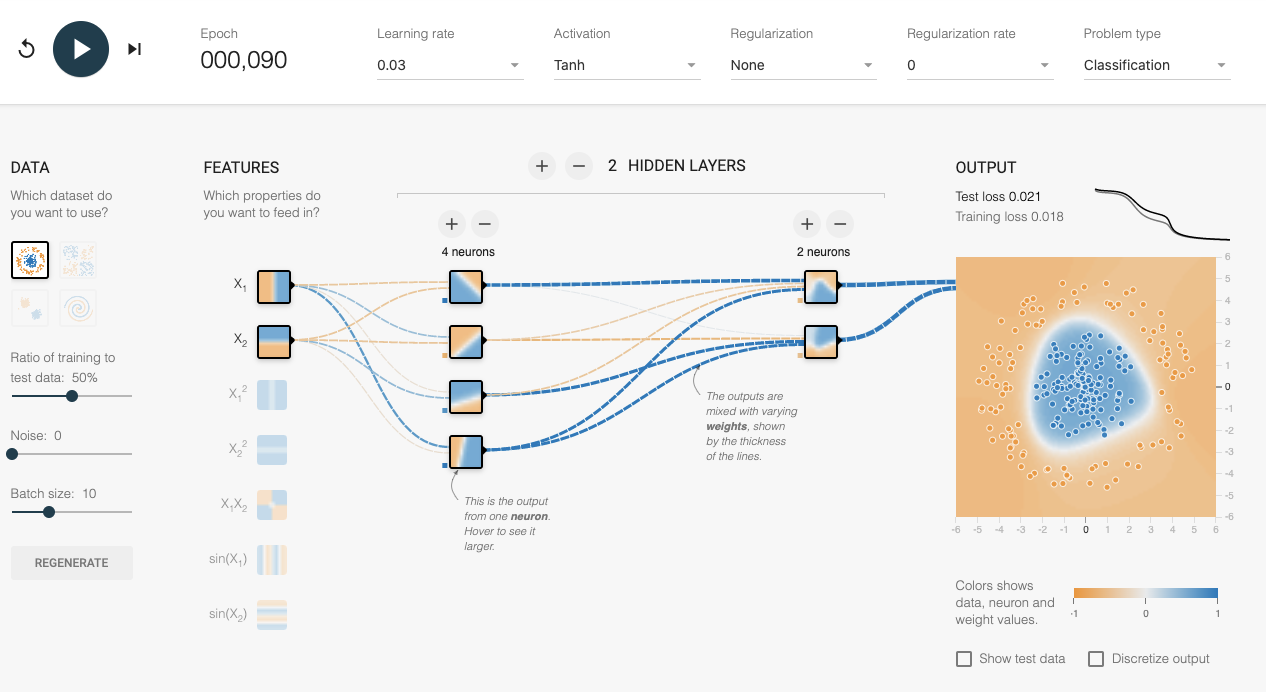 Epoch
000,090
Learning rate
0.03
Activation
Tanh
Regularization
None
Regularization rate
0
Problem type
Classification
DATA
Which dataset do
you want to use?
Ratio of training to
test data: 50%
Noise: 0
Batch size: 10
REGENERATE
FEATURES
Which properties do
you want to feed in?
X1
X2
X1²
X2²
X1X2
sin(X1)
sin(X2)
+ − 2 HIDDEN LAYERS
+ −
4 neurons
+ −
2 neurons
This is the output
from one neuron.
Hover to see it
larger.
The outputs are
mixed with varying
weights, shown
by the thickness
of the lines.
OUTPUT
Test loss 0.021
Training loss 0.018
6
5
4
3
2
1
0
-1
-2
-3
-4
-5
-6
-6 -5 -4 -3 -2 -1 0 1 2 3 4 5 6
Colors shows
data, neuron and
weight values.
-1 0 1
Show test data
Discretize output